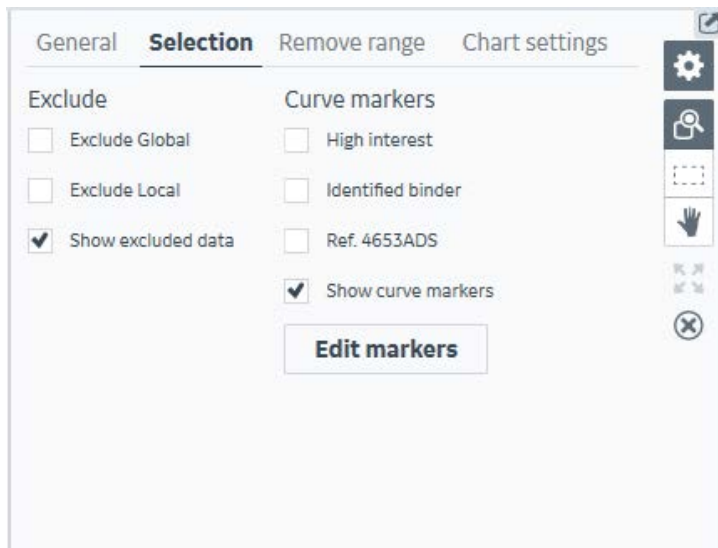 General Selection Remove range Chart settings
Exclude
Exclude Global
Exclude Local
Show excluded data
Curve markers
High interest
Identified binder
Ref. 4653ADS
Show curve markers
Edit markers